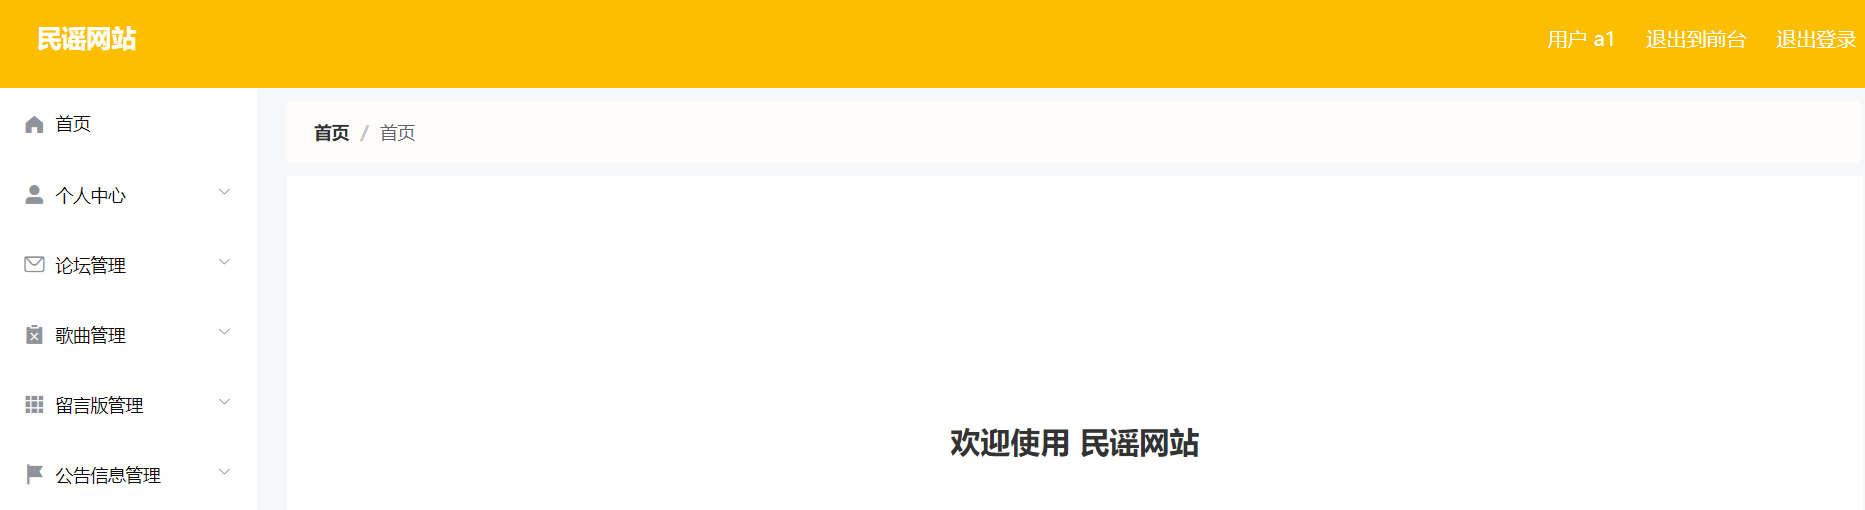 民谣网站
用户 a1 退出到前台 退出登录
首页
首页 / 首页
个人中心
论坛管理
歌曲管理
留言版管理
公告信息管理
欢迎使用 民谣网站